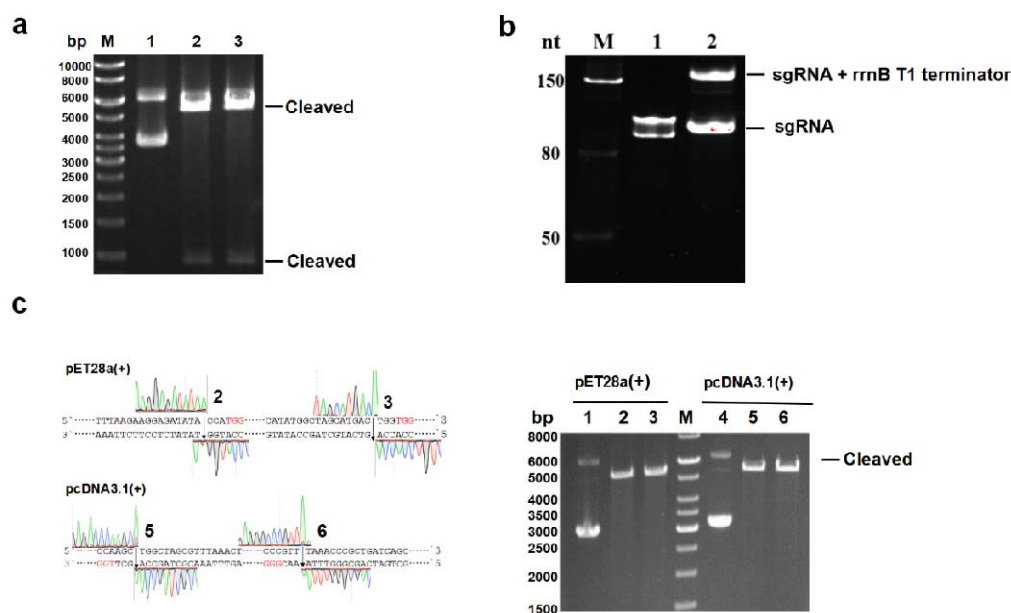 a
b
bp M 1 2 3
10000
8000
6000
5000
4000
3000
2500
2000
1500
1000
Cleaved
Cleaved
nt M 1 2
150
80
50
sgRNA + rrnB T1 terminator
sgRNA
c
pET28a(+)
2
3
5` TTTAAGAAGGAGATATA CCATGG CATATGGCTAGCATGAC TGGTGG 3`
AAATTCTTCCTCTATAT GGTACC GTATACCGATCGTACTG ACCACC 5`
pcDNA3.1(+)
5
6
5` CCAAGC TGGCTAGCGTTTAAACT CCCGTT TAAACCCGCTGATCAGC 3`
GGTTCG ACCGATCGCAAATTTGA GGGCAA ATTTGGGCGACTAGTCG 5`
pET28a(+) pcDNA3.1(+)
bp 1 2 3 M 4 5 6
8000
6000
5000
4000
3500
3000
2500
2000
1500
Cleaved